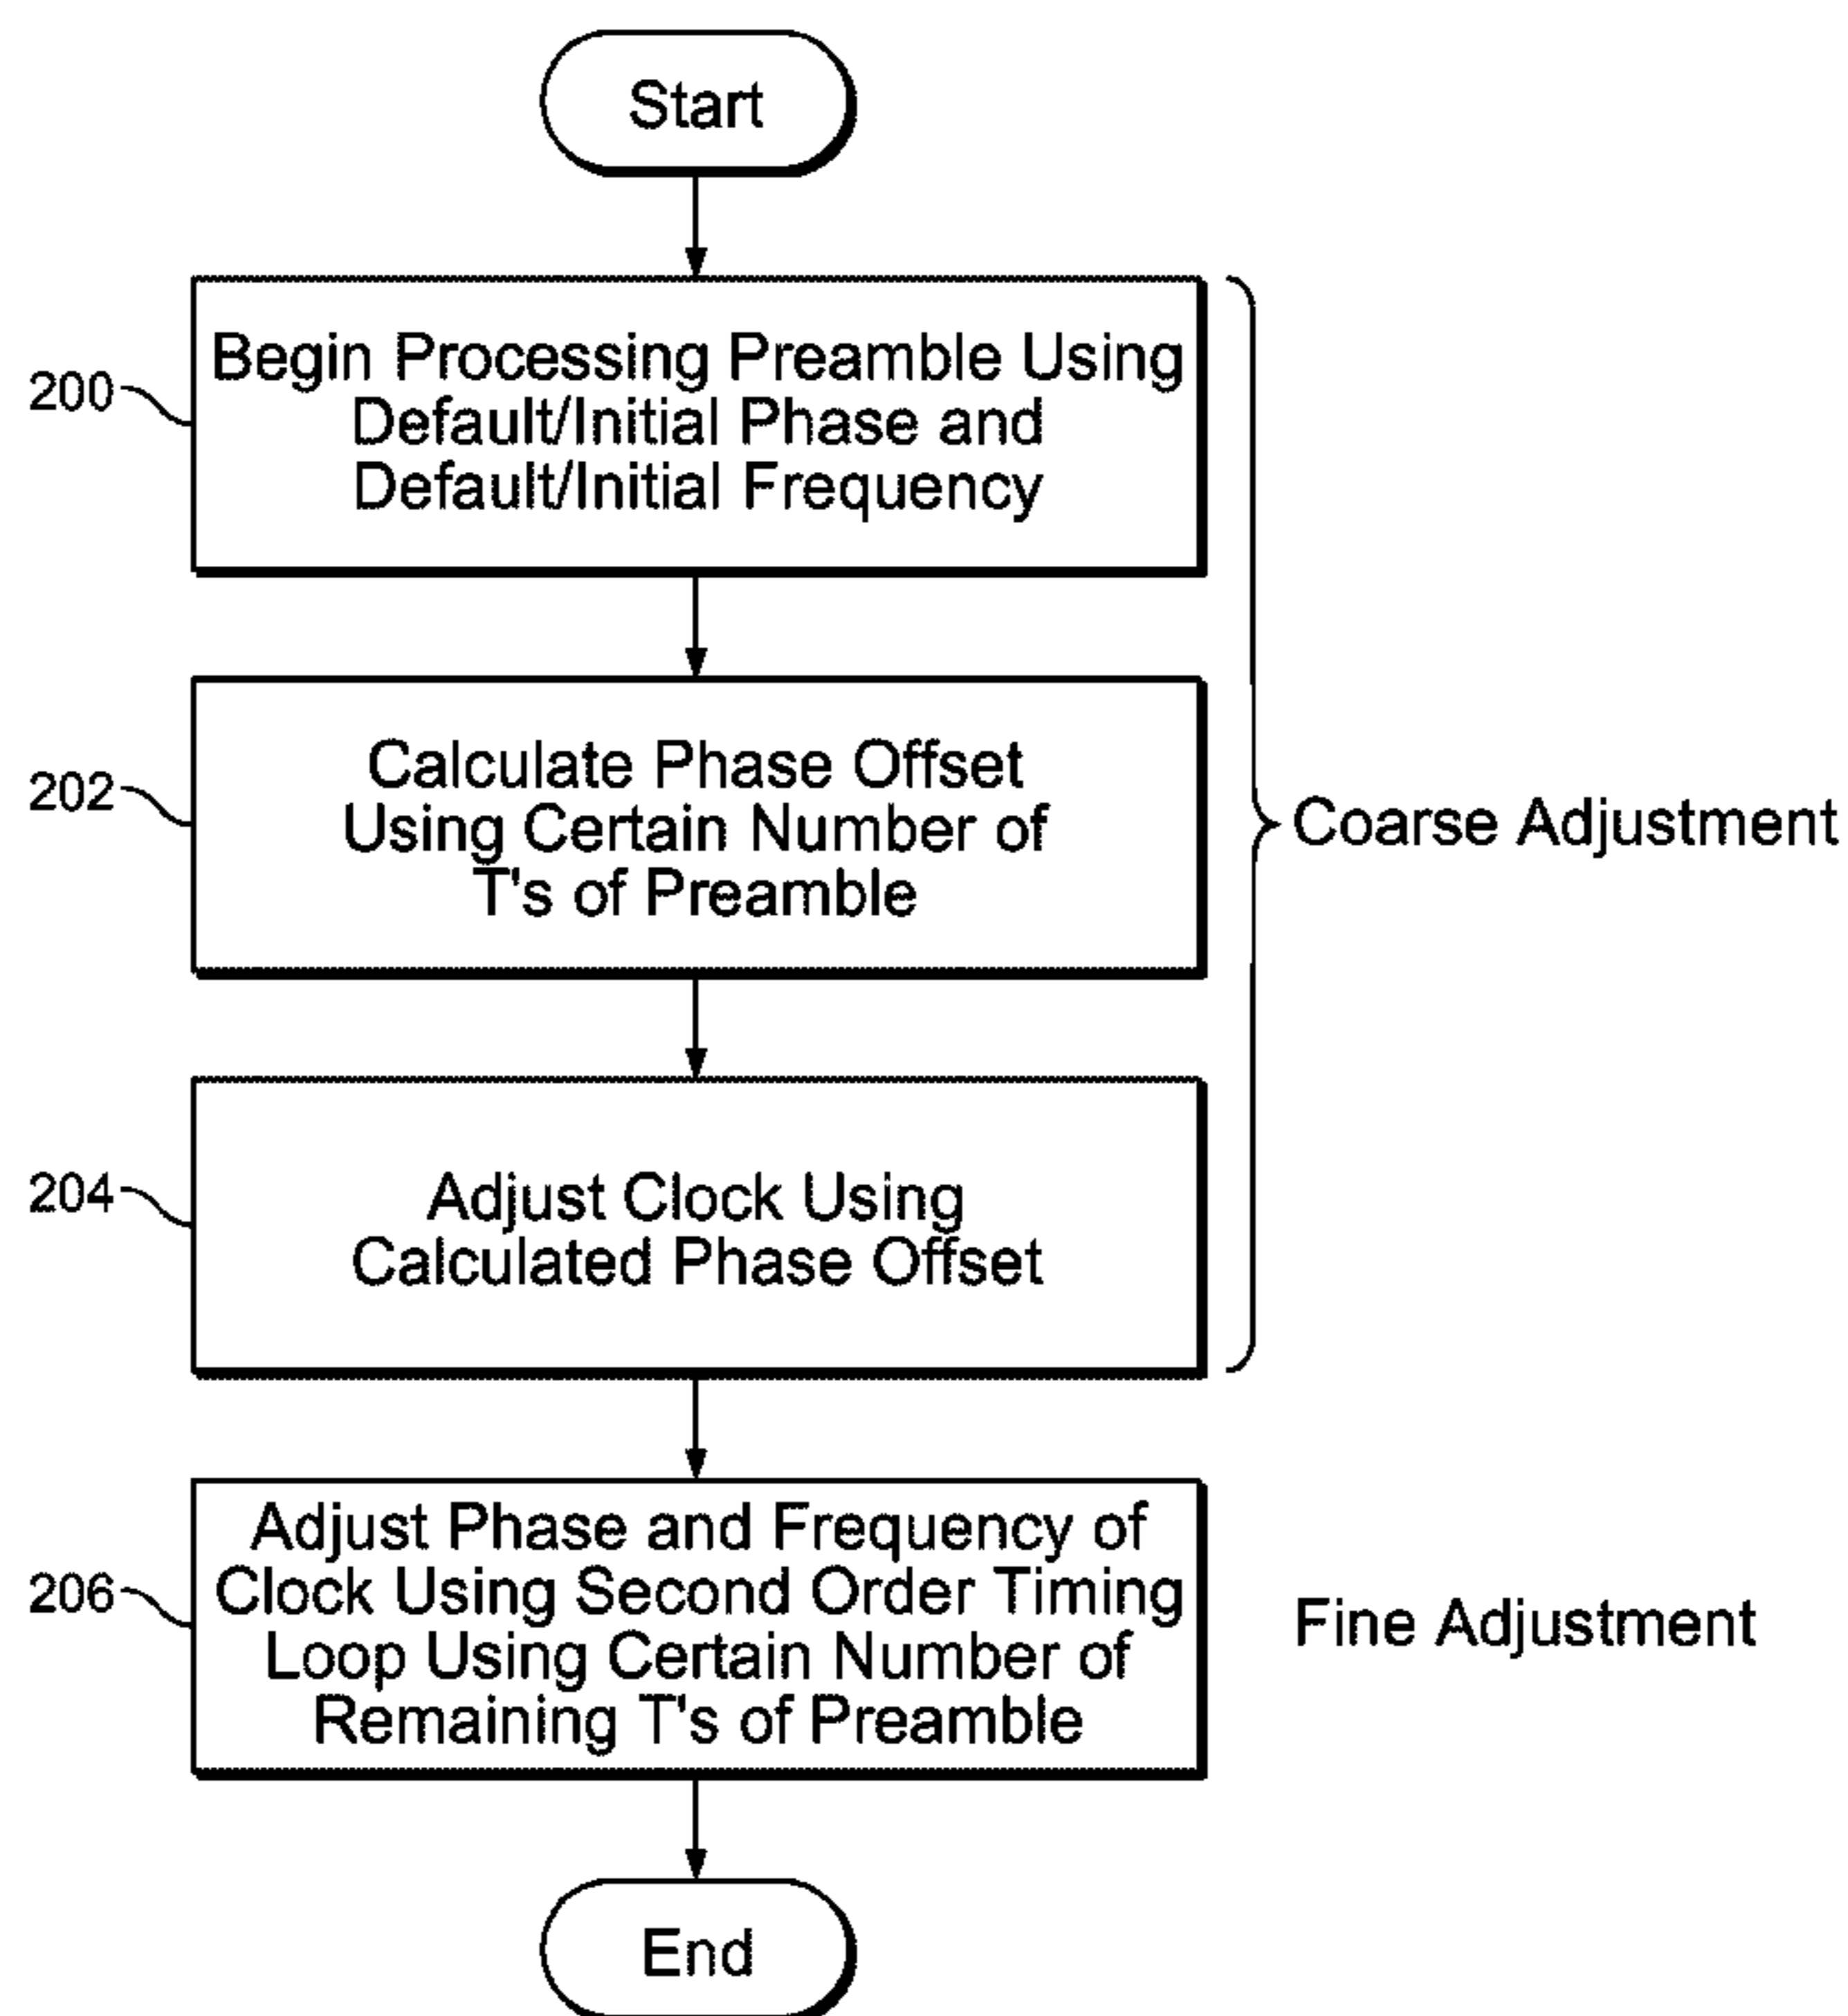 Start
200
Begin Processing Preamble Using
Default/Initial Phase and
Default/Initial Frequency
202
Calculate Phase Offset
Using Certain Number of
T's of Preamble
Coarse Adjustment
204
Adjust Clock Using
Calculated Phase Offset
206
Adjust Phase and Frequency of
Clock Using Second Order Timing
Loop Using Certain Number of
Remaining T's of Preamble
Fine Adjustment
End